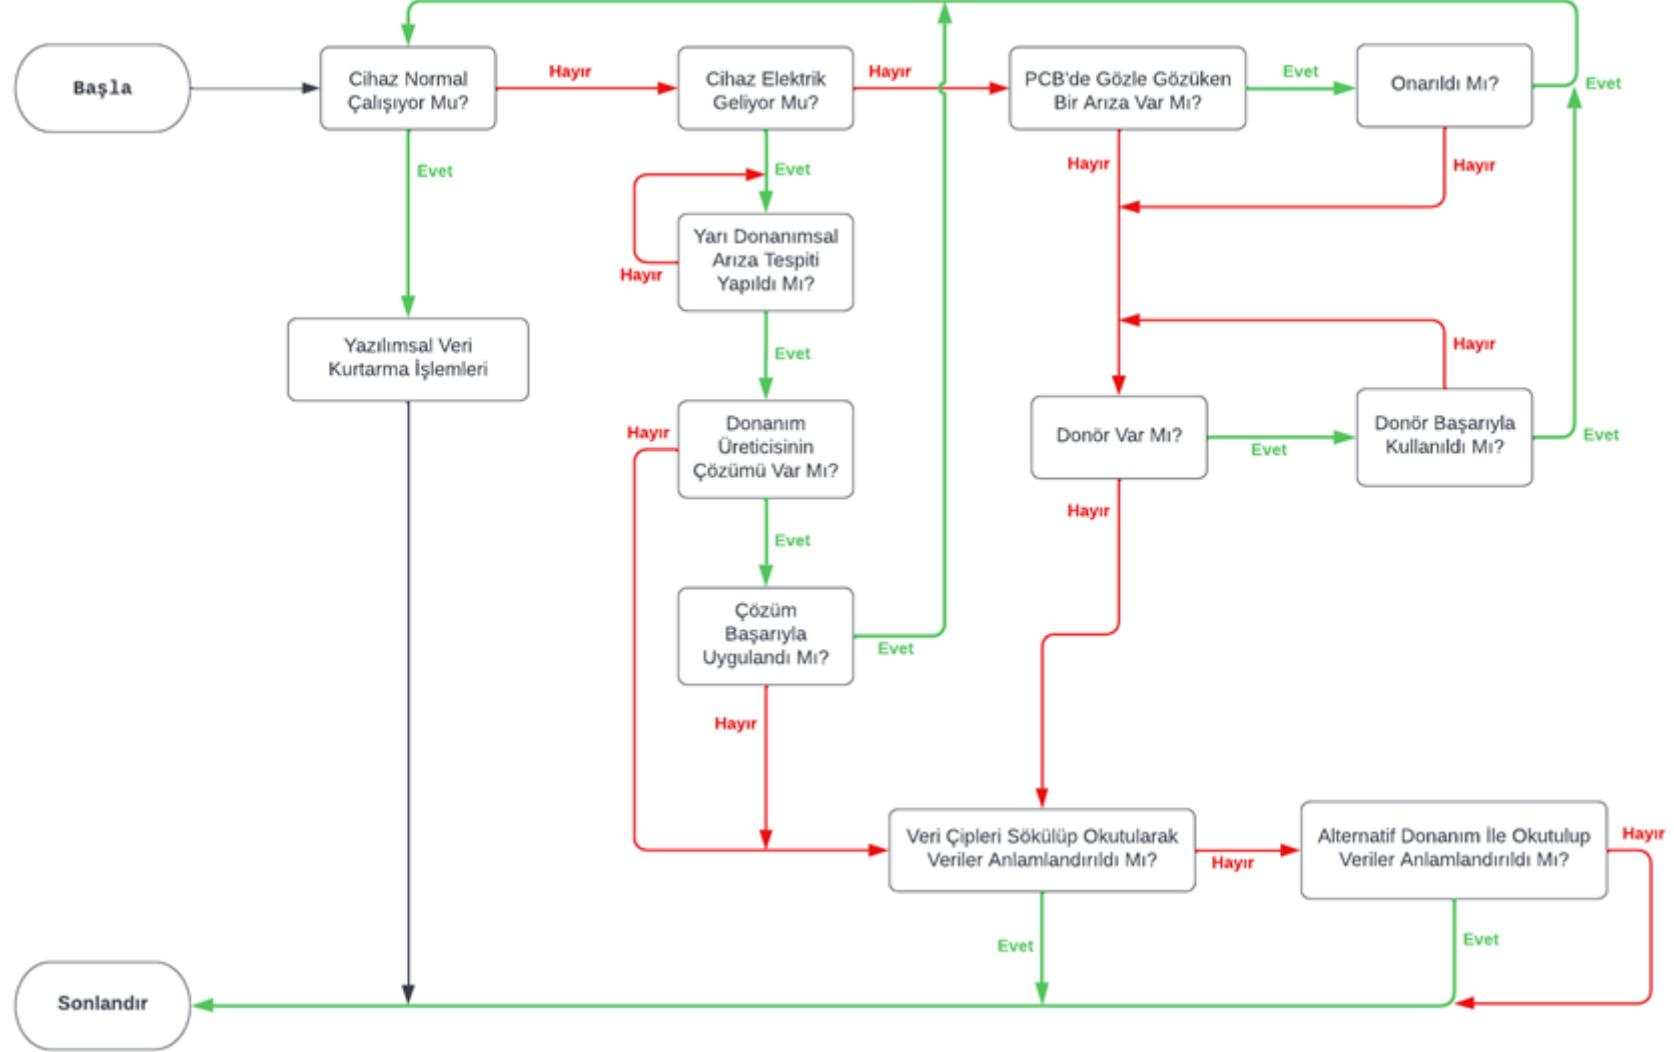 Başla
Cihaz Normal
Çalışıyor Mu?
Hayır
Cihaz Elektrik
Geliyor Mu?
Hayır
PCB'de Gözle Gözüken
Bir Arıza Var Mı?
Evet
Onarıldı Mı?
Evet
Evet
Evet
Hayır
Hayır
Yarı Donanımsal
Arıza Tespiti
Yapıldı Mı?
Hayır
Yazılımsal Veri
Kurtarma İşlemleri
Evet
Hayır
Donanım
Üreticisinin
Çözümü Var Mı?
Hayır
Donör Var Mı?
Evet
Donör Başarıyla
Kullanıldı Mı?
Evet
Hayır
Evet
Çözüm
Başarıyla
Uygulandı Mı?
Evet
Hayır
Veri Çipleri Sökülüp Okutularak
Veriler Anlamlandırıldı Mı?
Hayır
Alternatif Donanım İle Okutulup
Veriler Anlamlandırıldı Mı?
Hayır
Evet
Evet
Sonlandır